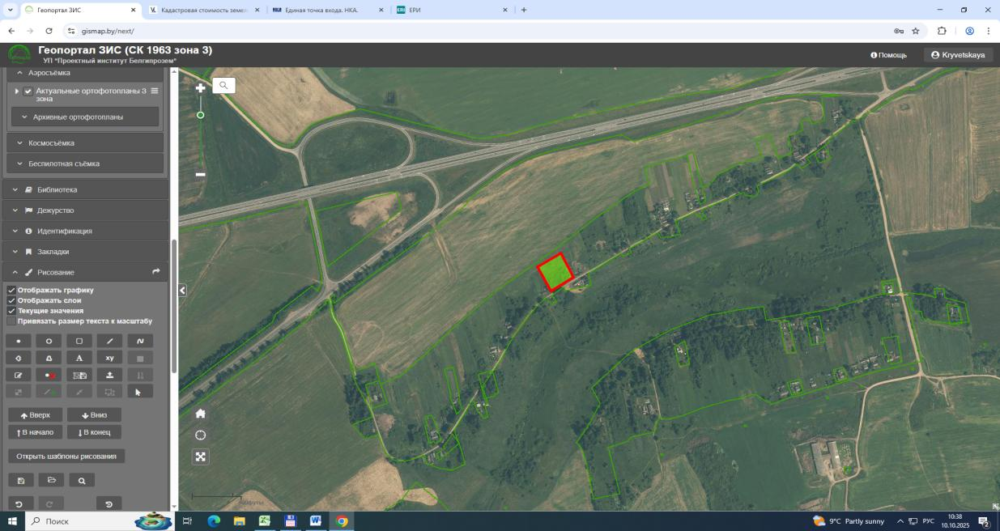 Геопортал ЗИС
Кадастровая стоимость земел
НКА Единая точка входа. НКА.
ERI ЕРИ
gismap.by/next/
Геопортал ЗИС (СК 1963 зона 3)
УП "Проектный институт Белгипрозем"
Помощь
Kryvetskaya
Аэросъёмка
Актуальные ортофотопланы 3
зона
Архивные ортофотопланы
Космосъёмка
Беспилотная съёмка
Библиотека
Дежурство
Идентификация
Закладки
Рисование
Отображать графику
Отображать слои
Текущие значения
Привязать размер текста к масштабу
A
xy
Вверх
Вниз
В начало
В конец
Открыть шаблоны рисования
Поиск
9°C Partly sunny
РУС
10:38
10.10.2025
2